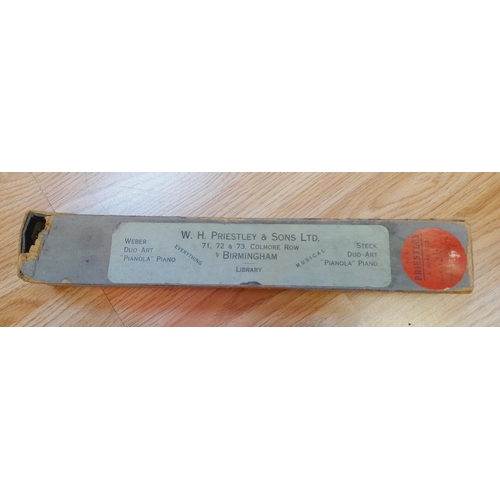 W. H. PRIESTLEY & SONS LTD.
71, 72 & 73, COLMORE ROW
BIRMINGHAM
WEBER
DUO-ART
"PIANOLA" PIANO
EVERYTHING
MUSICAL
LIBRARY
STECK
DUO-ART
"PIANOLA" PIANO
PRIESTLEY